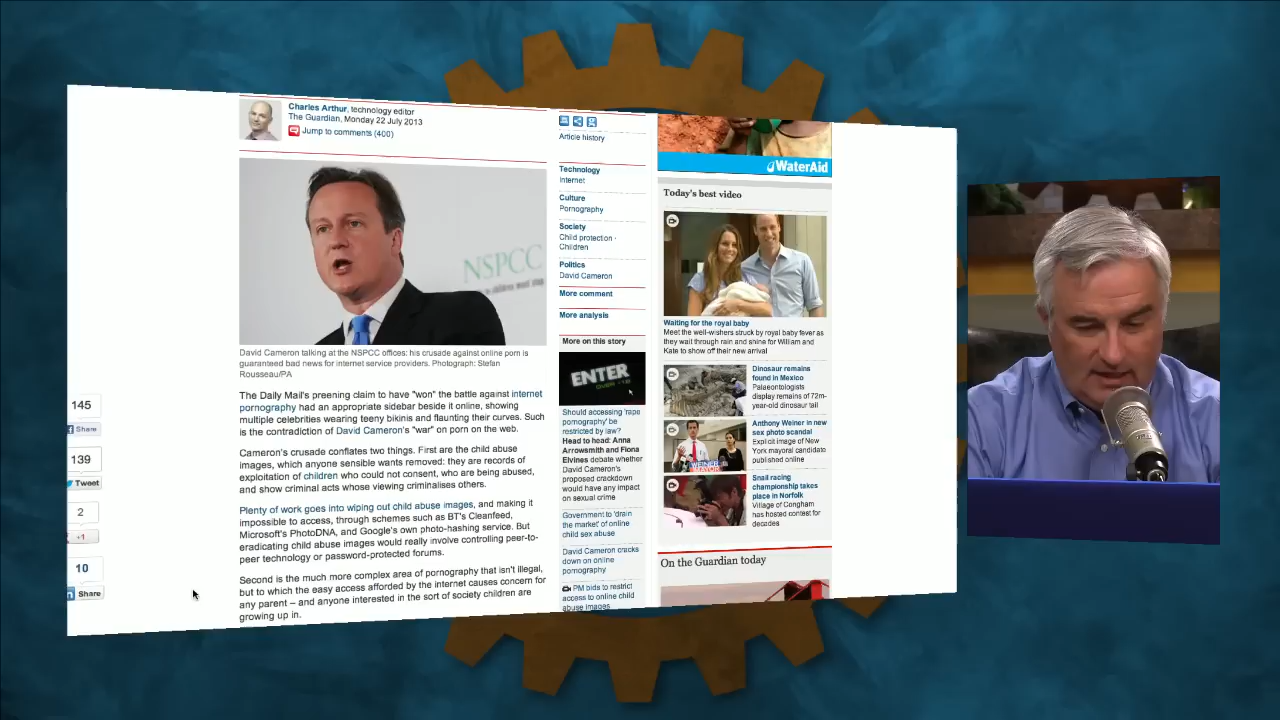 Charles Arthur, technology editor
The Guardian, Monday 22 July 2013
Jump to comments (400)
NSPCC
David Cameron talking at the NSPCC offices: his crusade against online porn is
guaranteed bad news for internet service providers. Photograph: Stefan
Rousseau/PA
The Daily Mail's preening claim to have "won" the battle against internet
pornography had an appropriate sidebar beside it online, showing
multiple celebrities wearing teeny bikinis and flaunting their curves. Such
is the contradiction of David Cameron's "war" on porn on the web.
Cameron's crusade conflates two things. First are the child abuse
images, which anyone sensible wants removed: they are records of
exploitation of children who could not consent, who are being abused,
and show criminal acts whose viewing criminalises others.
Plenty of work goes into wiping out child abuse images, and making it
impossible to access, through schemes such as BT's Cleanfeed,
Microsoft's PhotoDNA, and Google's own photo-hashing service. But
eradicating child abuse images would really involve controlling peer-to-
peer technology or password-protected forums.
Second is the much more complex area of pornography that isn't illegal,
but to which the easy access afforded by the internet causes concern for
any parent – and anyone interested in the sort of society children are
growing up in.
145
Share
139
Tweet
2
+1
10
Share
Article history
Technology
Internet
Culture
Pornography
Society
Child protection ·
Children
Politics
David Cameron
More comment
More analysis
More on this story
ENTER
OVER +18
Should accessing 'rape
pornography' be
restricted by law?
Head to head: Anna
Arrowsmith and Fiona
Elvines debate whether
David Cameron's
proposed crackdown
would have any impact
on sexual crime
Government to 'drain
the market' of online
child sex abuse
David Cameron cracks
down on online
pornography
PM bids to restrict
access to online child
abuse images
WaterAid
Today's best video
Waiting for the royal baby
Meet the well-wishers struck by royal baby fever as
they wait through rain and shine for William and
Kate to show off their new arrival
Dinosaur remains
found in Mexico
Palaeontologists
display remains of 72m-
year-old dinosaur tail
Anthony Weiner in new
sex photo scandal
Explicit image of New
York mayoral candidate
published online
Snail racing
championship takes
place in Norfolk
Village of Congham
has hosted contest for
decades
On the Guardian today